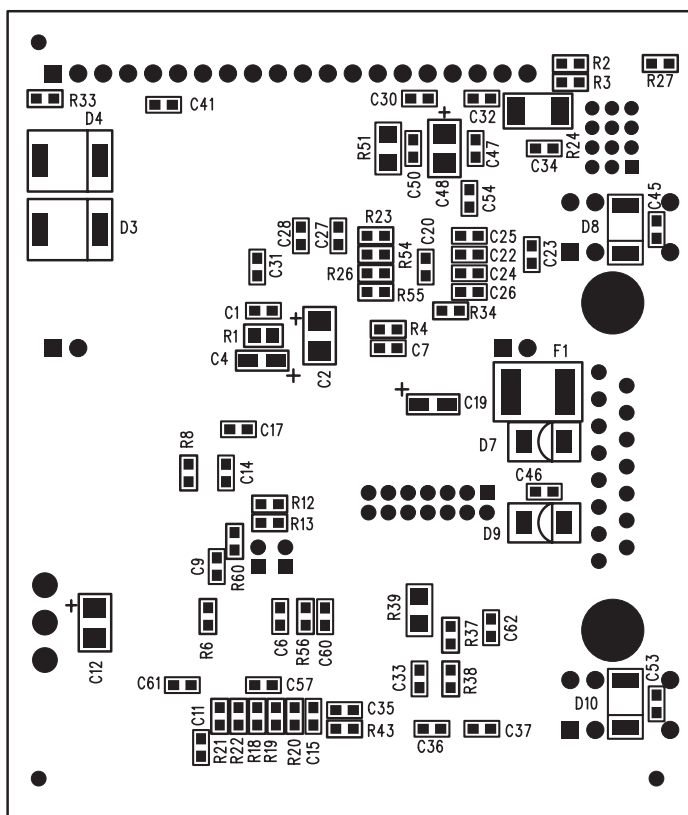 R2
R3
R27
R33
C41
C30
C32
D4
R51
C50
C48
C47
C34
R24
C54
D3
D8
C45
C28
C27
R23
R54
R26
R55
C20
C25
C22
C24
C26
C23
C31
C1
R1
C4
+
C2
+
R4
C7
R34
F1
+
C19
C17
D7
R8
C14
C46
R12
R13
D9
C9
R60
+
C12
R6
C6
R56
C60
R39
R37
C62
C61
C57
C33
R38
D10
C53
C11
R21
R22
R18
R19
R20
C15
C35
R43
C36
C37
+